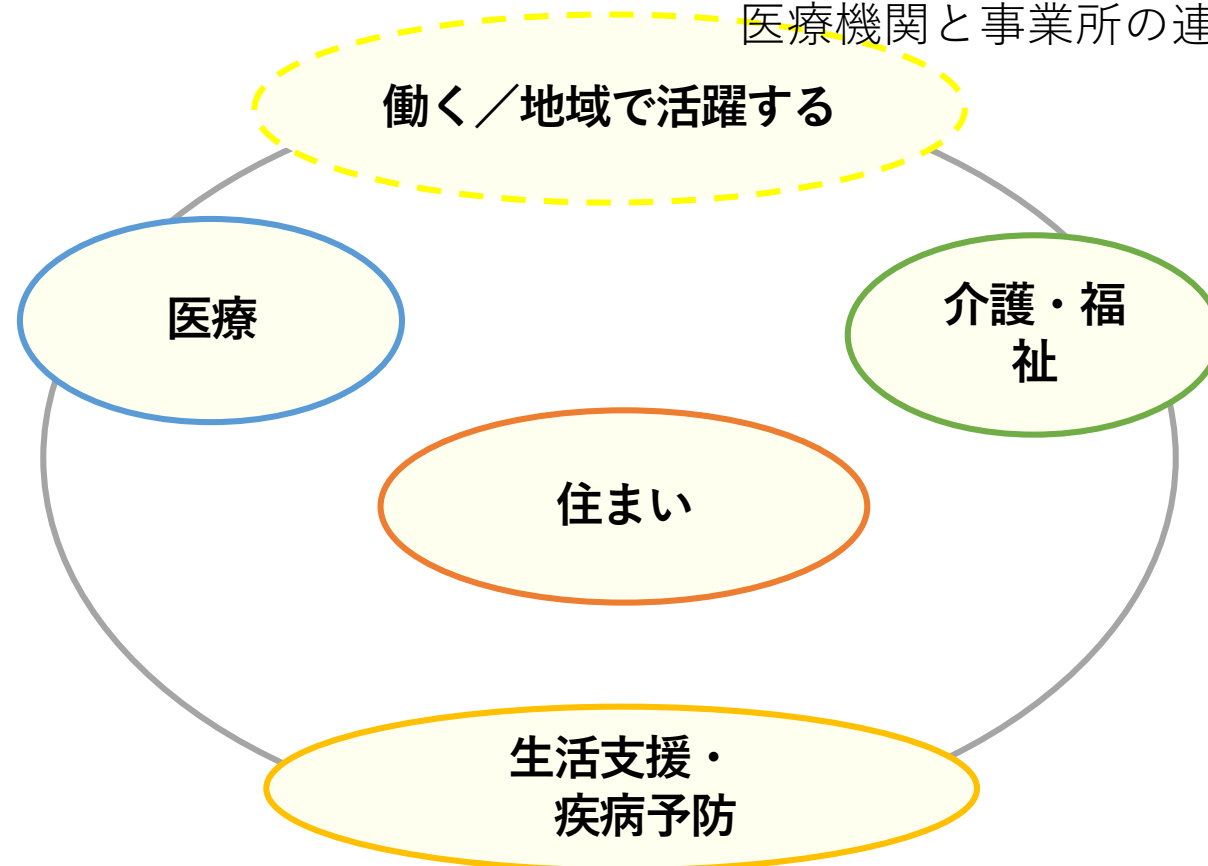 医療機関と事業所の連
働く／地域で活躍する
医療
介護・福
祉
住まい
生活支援・
疾病予防